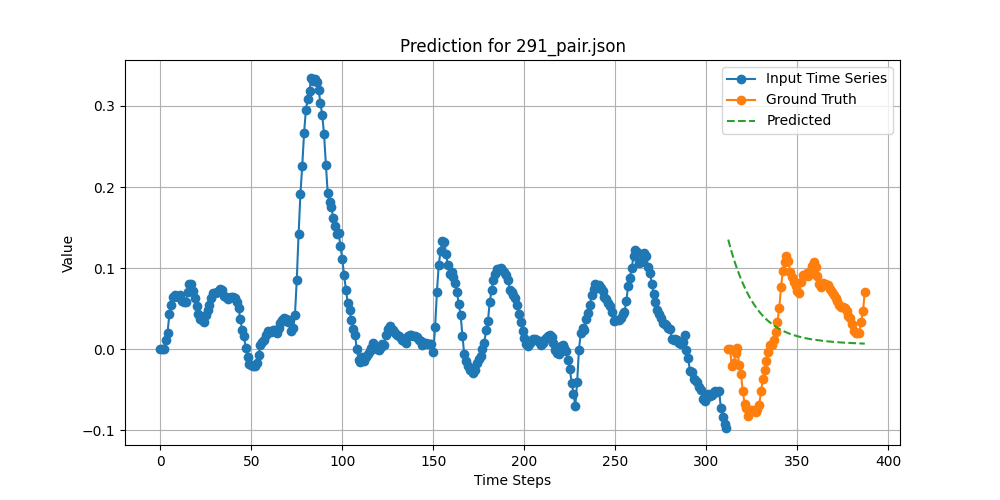 Prediction for 291_pair.json
Input Time Series
Ground Truth
Predicted
Value
0.3
0.2
0.1
0.0
−0.1
0 50 100 150 200 250 300 350 400
Time Steps